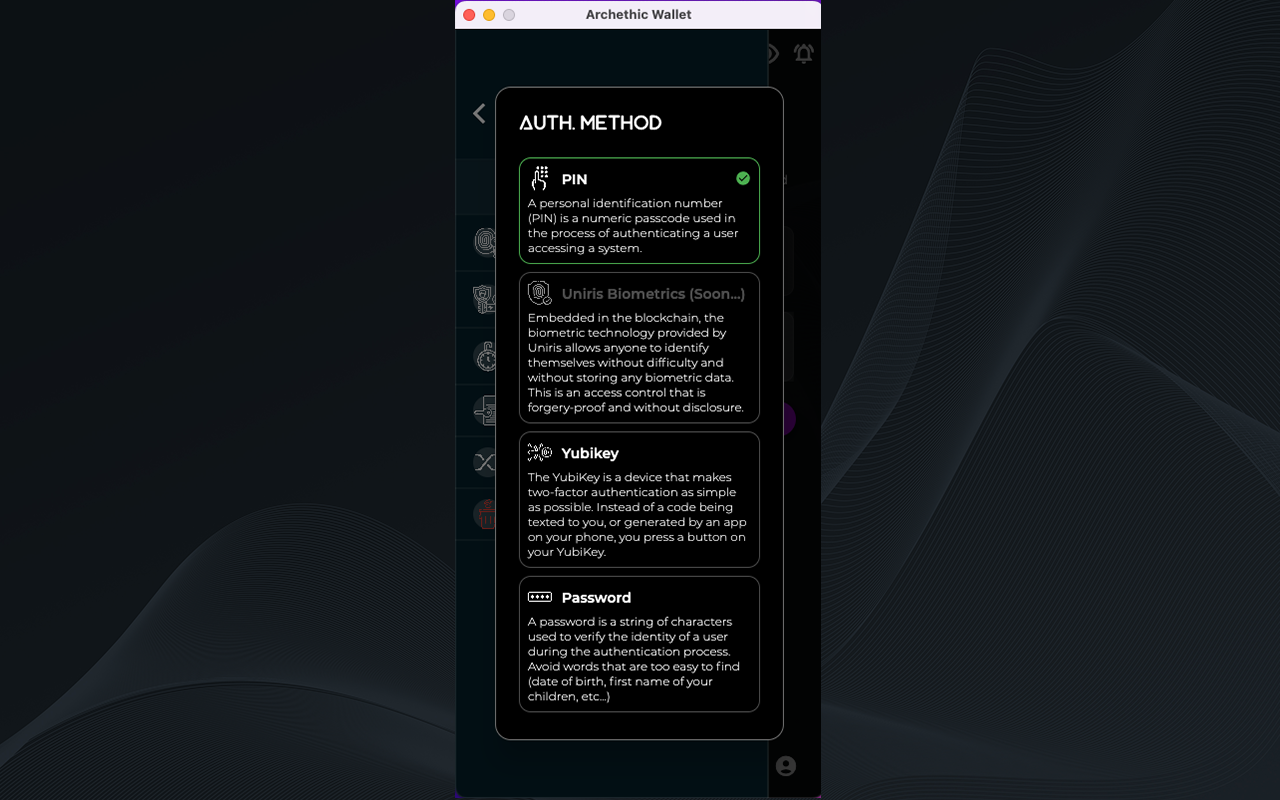 Archethic Wallet
AUTH. METHOD
PIN
A personal identification number
(PIN) is a numeric passcode used in
the process of authenticating a user
accessing a system.
Uniris Biometrics (Soon...)
Embedded in the blockchain, the
biometric technology provided by
Uniris allows anyone to identify
themselves without difficulty and
without storing any biometric data.
This is an access control that is
forgery-proof and without disclosure.
Yubikey
The YubiKey is a device that makes
two-factor authentication as simple
as possible. Instead of a code being
texted to you, or generated by an app
on your phone, you press a button on
your YubiKey.
Password
A password is a string of characters
used to verify the identity of a user
during the authentication process.
Avoid words that are too easy to find
(date of birth, first name of your
children, etc...)